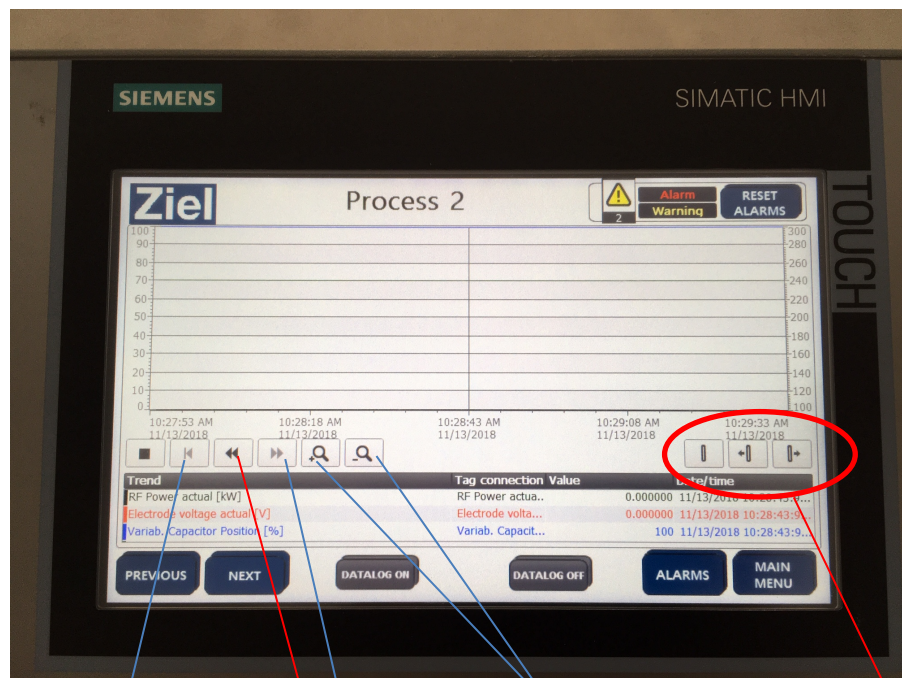 SIEMENS
SIMATIC HMI
TOUCH
Ziel
Process 2
2
Alarm
Warning
RESET
ALARMS
100
90
80
70
60
50
40
30
20
10
0
300
280
260
240
220
200
180
160
140
120
100
10:27:53 AM
11/13/2018
10:28:18 AM
11/13/2018
10:28:43 AM
11/13/2018
10:29:08 AM
11/13/2018
10:29:33 AM
11/13/2018
Trend Tag connection Value Date/time
RF Power actual [kW] RF Power actua.. 0.000000 11/13/2018 10:28:43:9...
Electrode voltage actual [V] Electrode volta... 0.000000 11/13/2018 10:28:43:9...
Variab. Capacitor Position [%] Variab. Capacit... 100 11/13/2018 10:28:43:9...
PREVIOUS
NEXT
DATALOG ON
DATALOG OFF
ALARMS
MAIN
MENU